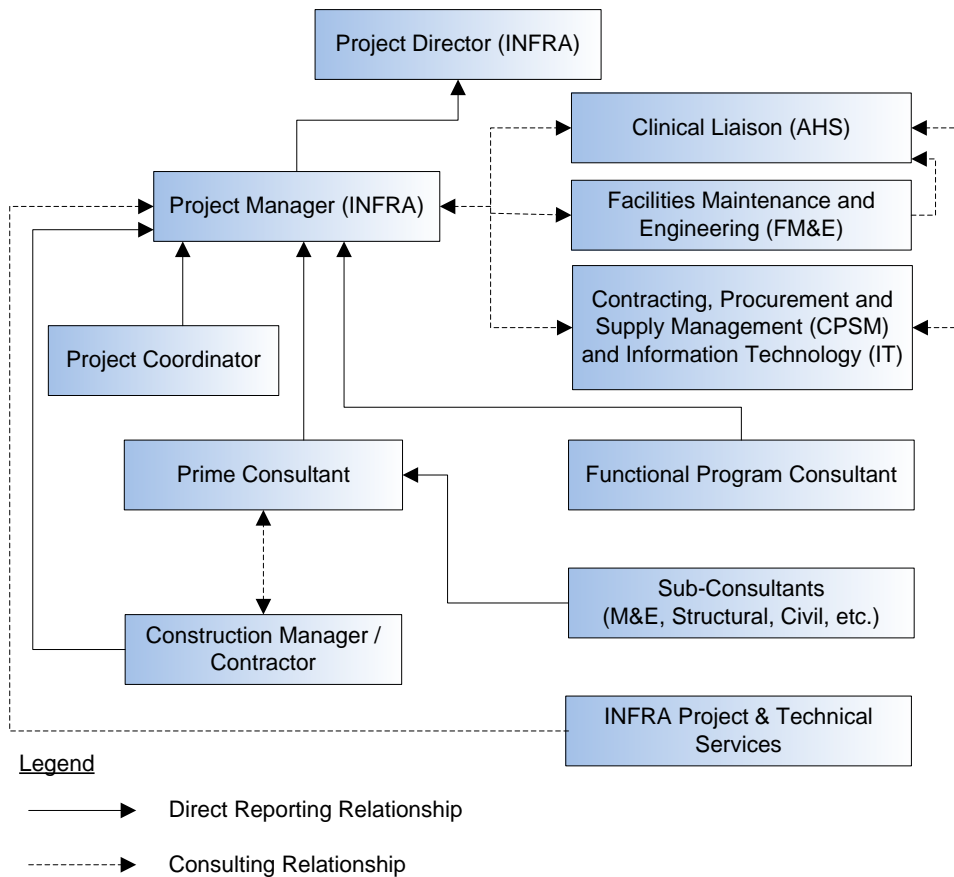 Project Director (INFRA)
Clinical Liaison (AHS)
Project Manager (INFRA)
Facilities Maintenance and
Engineering (FM&E)
Contracting, Procurement and
Supply Management (CPSM)
and Information Technology (IT)
Project Coordinator
Prime Consultant
Functional Program Consultant
Sub-Consultants
(M&E, Structural, Civil, etc.)
Construction Manager /
Contractor
INFRA Project & Technical
Services
Legend
Direct Reporting Relationship
Consulting Relationship